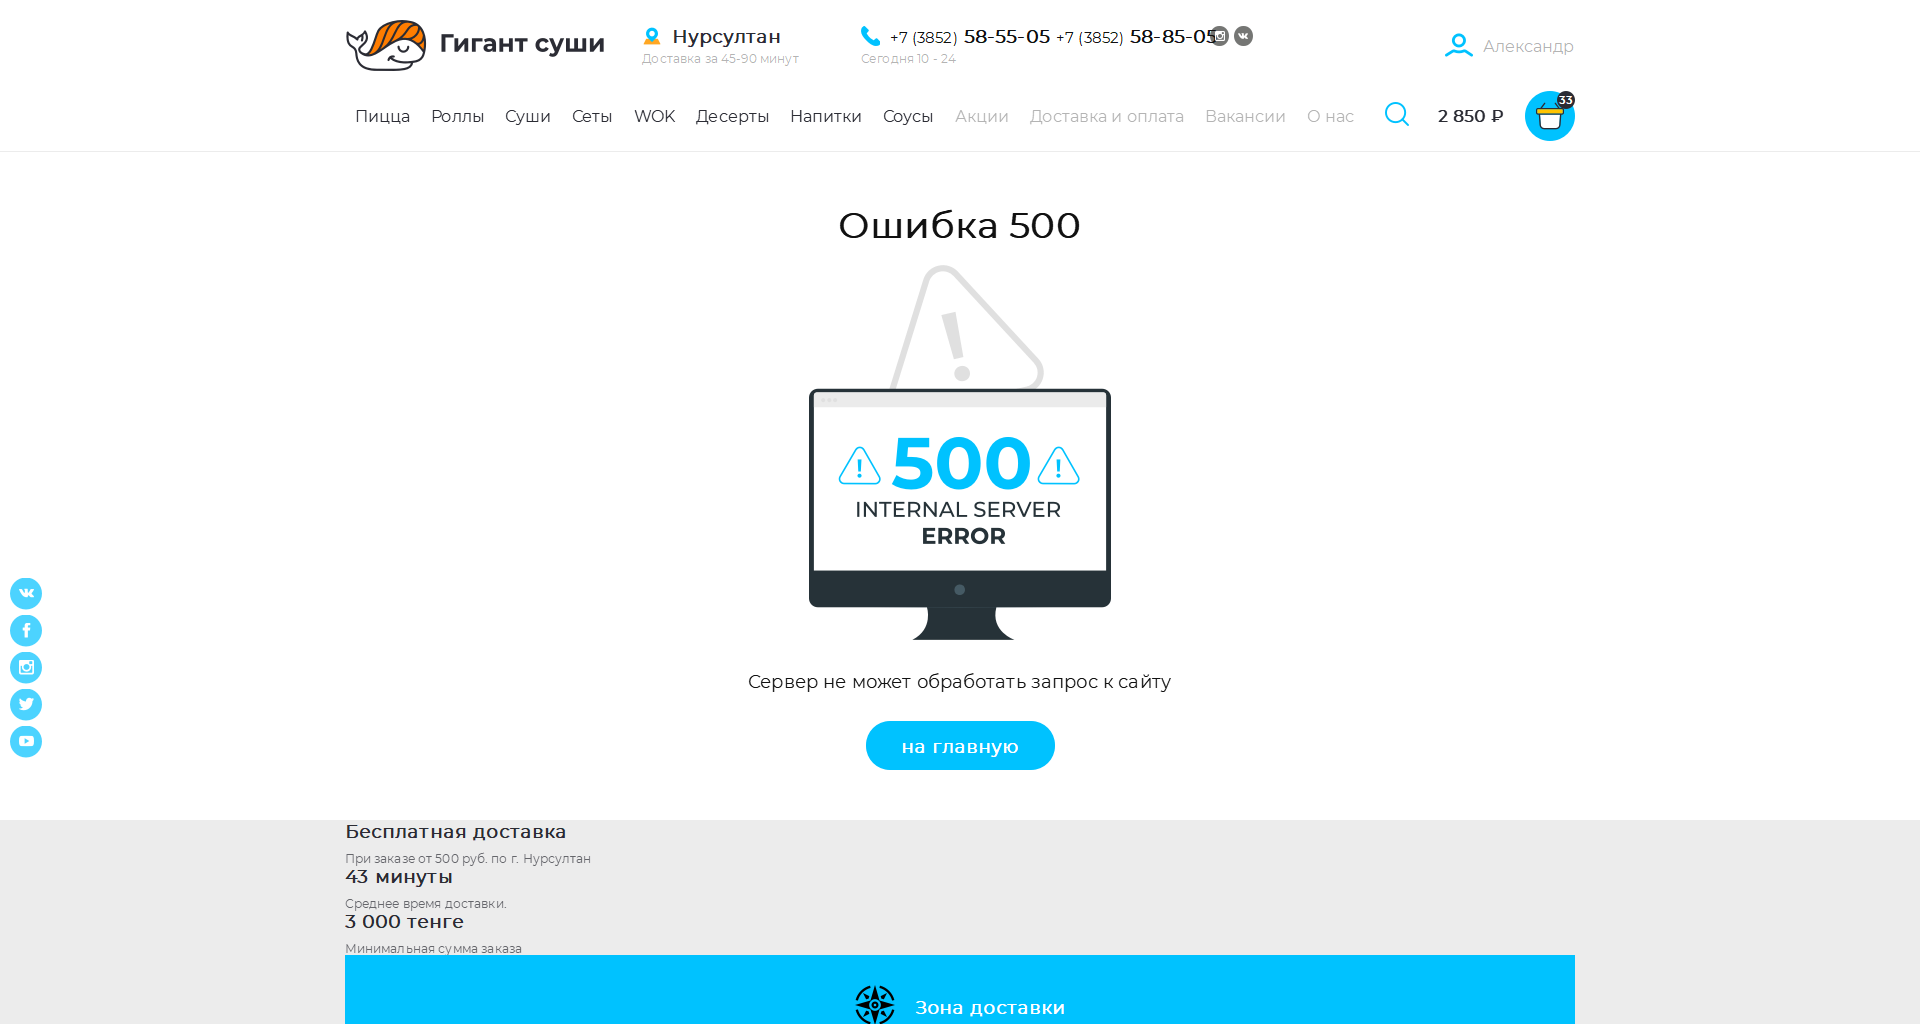 Гигант суши
Нурсултан
Доставка за 45-90 минут
+7 (3852) 58-55-05 +7 (3852) 58-85-05
Сегодня 10 - 24
Александр
Пицца Роллы Суши Сеты WOK Десерты Напитки Соусы Акции Доставка и оплата Вакансии О нас
2 850 ₽
33
Ошибка 500
!
! 500 !
INTERNAL SERVER
ERROR
Сервер не может обработать запрос к сайту
на главную
Бесплатная доставка
При заказе от 500 руб. по г. Нурсултан
43 минуты
Среднее время доставки.
3 000 тенге
Минимальная сумма заказа
Зона доставки